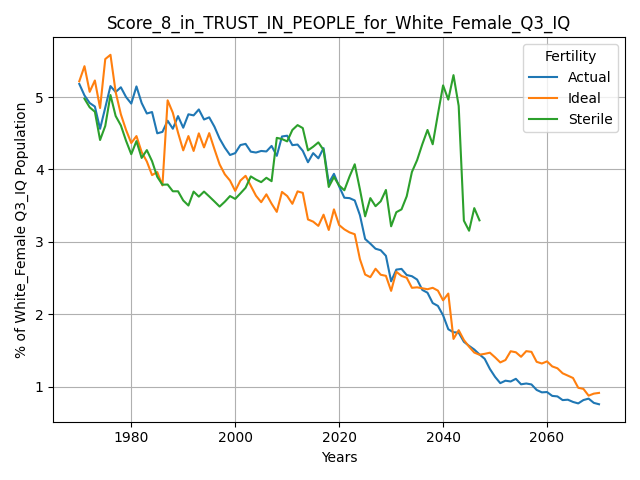 Score_8_in_TRUST_IN_PEOPLE_for_White_Female_Q3_IQ
% of White_Female Q3_IQ Population
5
4
3
2
1
Fertility
Actual
Ideal
Sterile
1980
2000
2020
2040
2060
Years